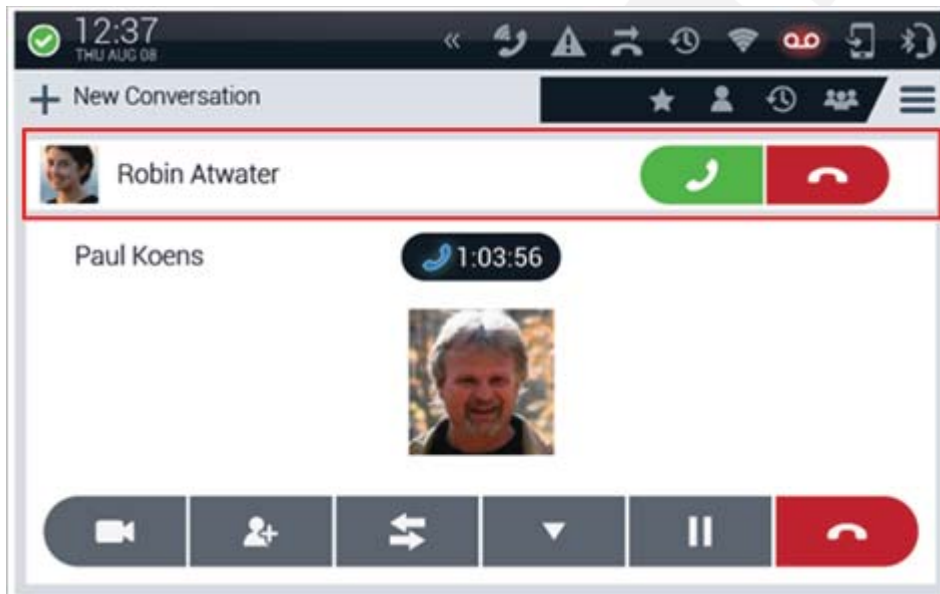 12:37
THU AUG 08
New Conversation
Robin Atwater
Paul Koens
1:03:56